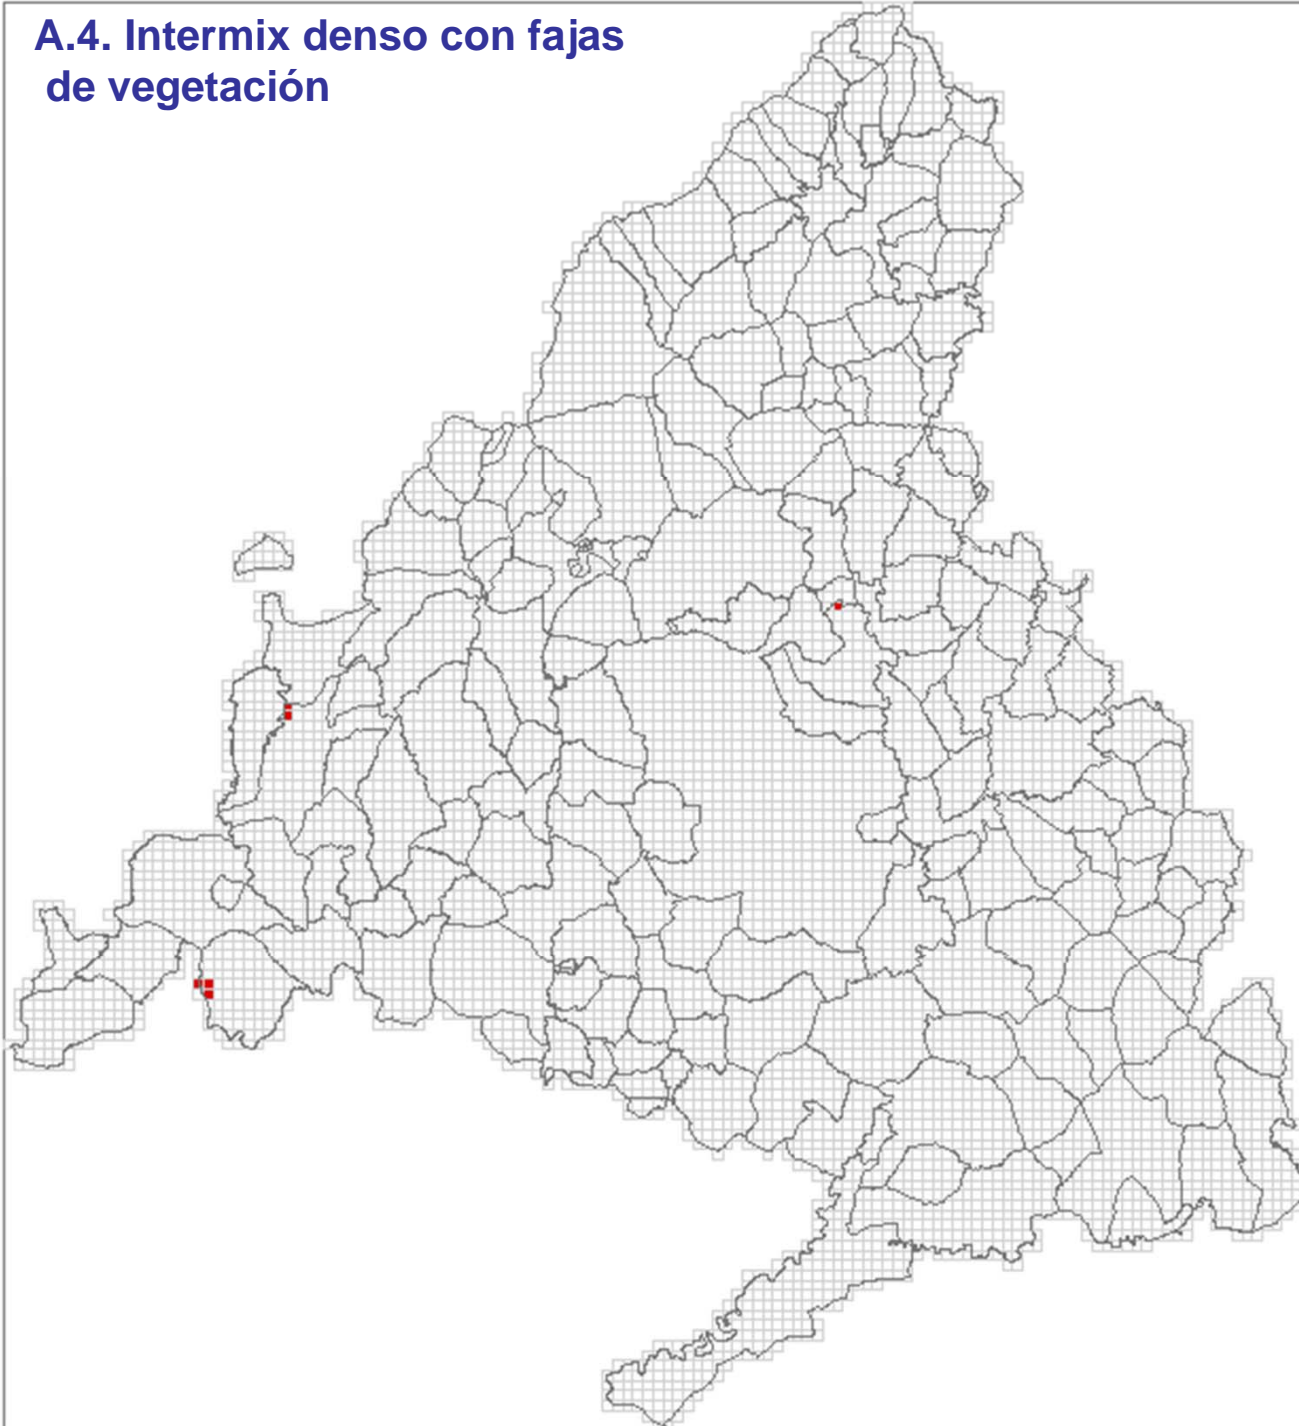 A.4. Intermix denso con fajas
de vegetación